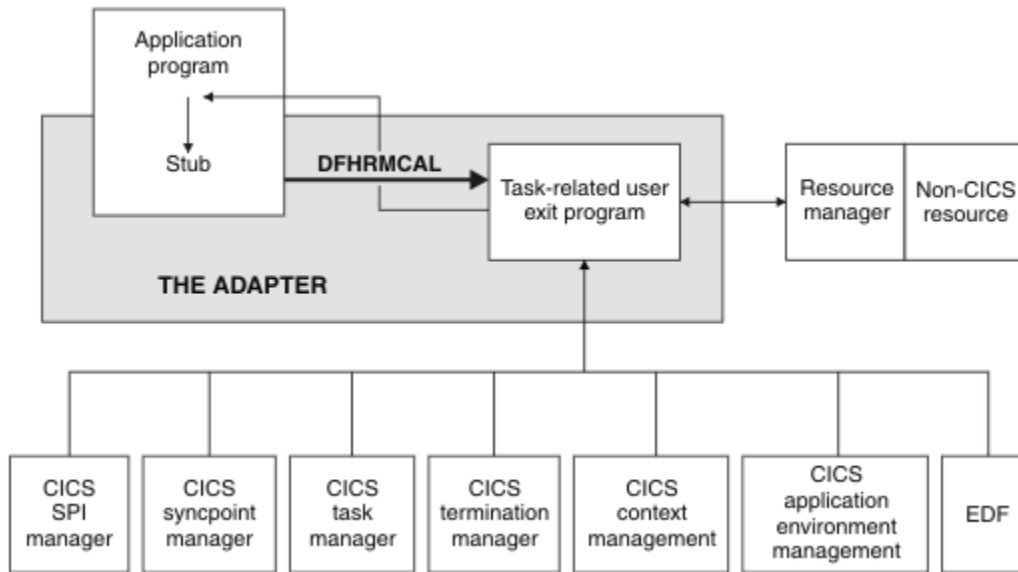 Application
program
Stub
DFHRMCAL
Task-related user
exit program
Resource
manager
Non-CICS
resource
THE ADAPTER
CICS
SPI
manager
CICS
syncpoint
manager
CICS
task
manager
CICS
termination
manager
CICS
context
management
CICS
application
environment
management
EDF